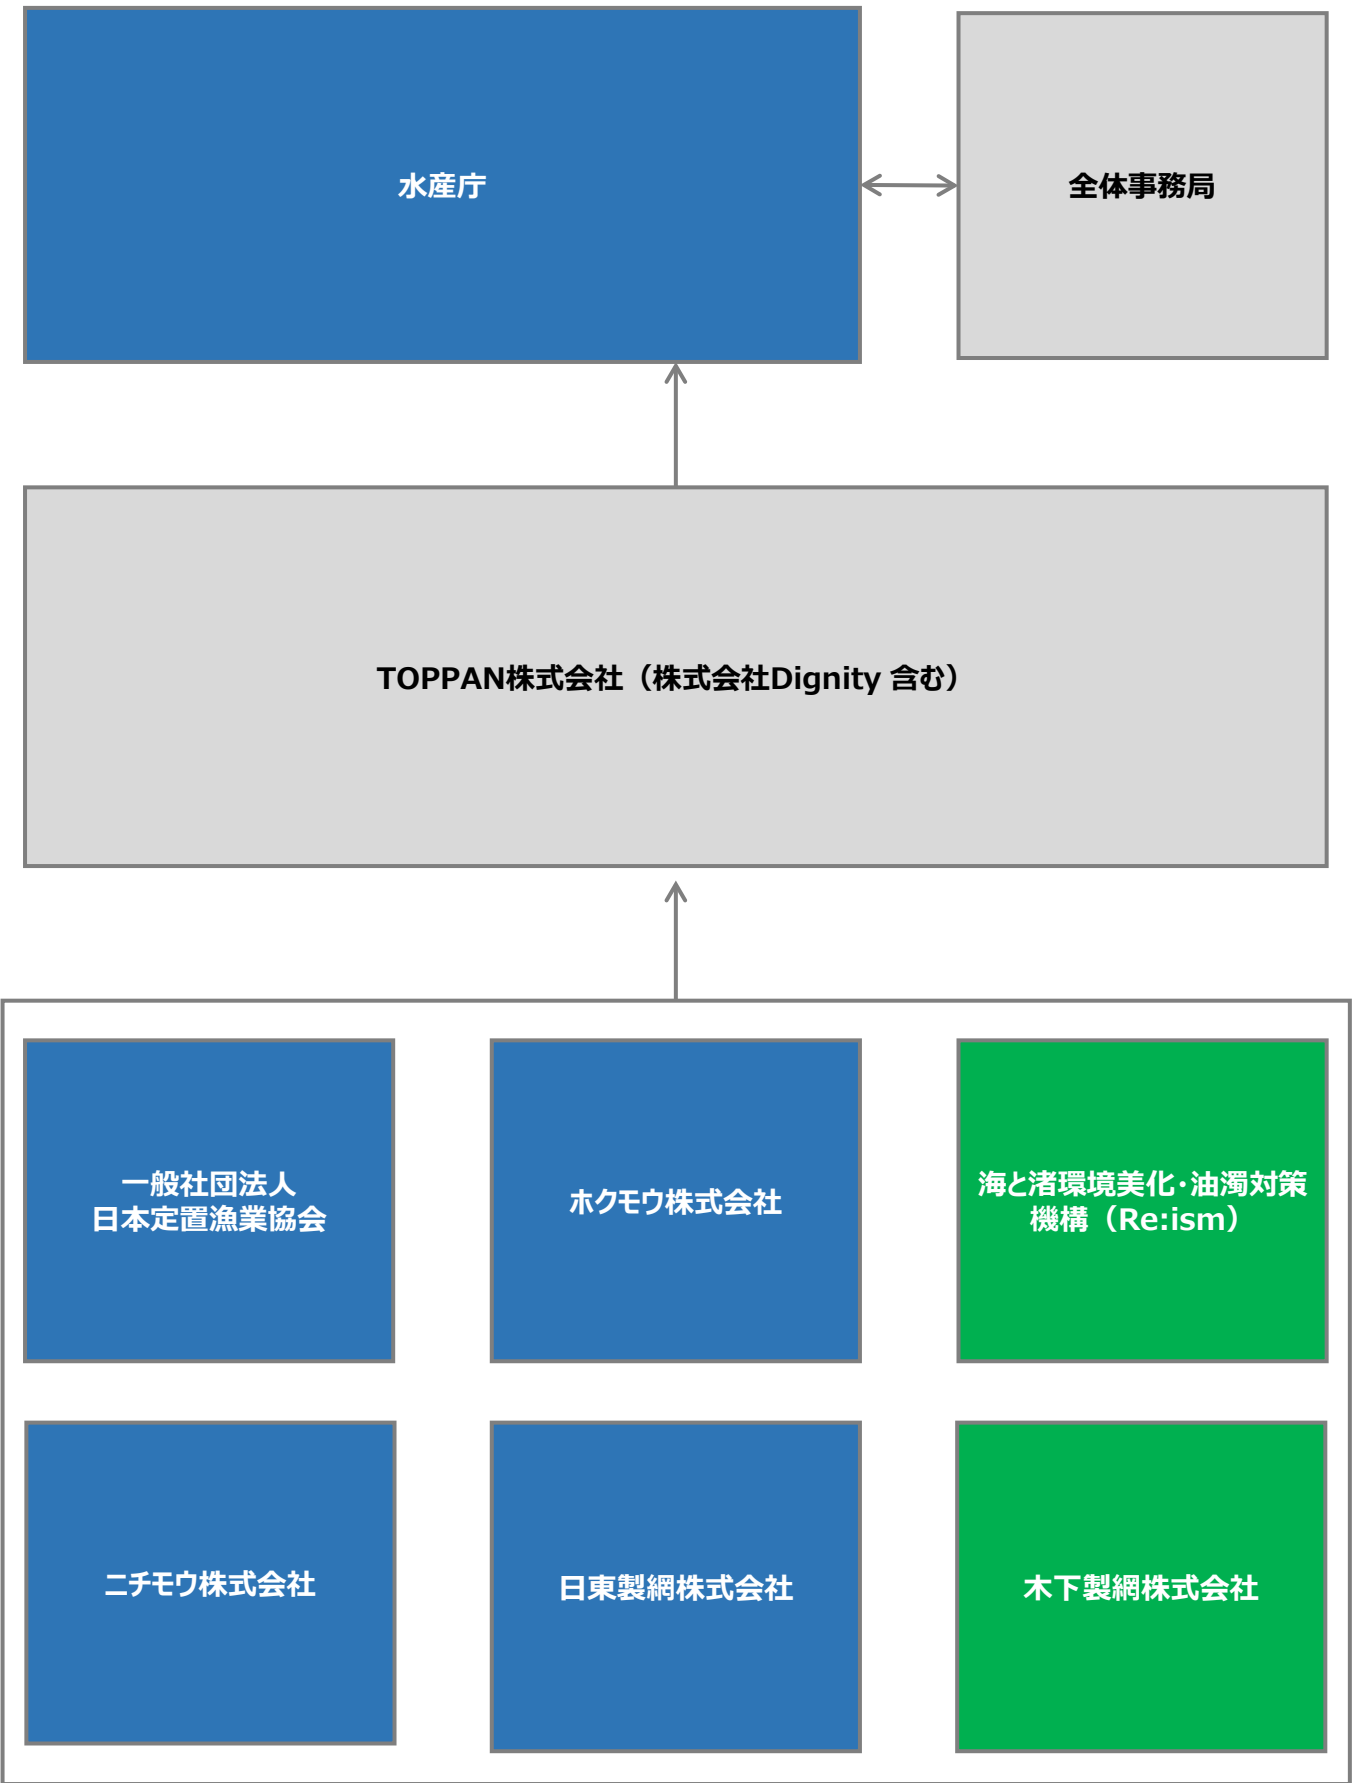 水産庁
全体事務局
TOPPAN株式会社（株式会社Dignity 含む）
一般社団法人
日本定置漁業協会
ホクモウ株式会社
海と渚環境美化・油濁対策
機構（Re:ism）
ニチモウ株式会社
日東製網株式会社
木下製網株式会社